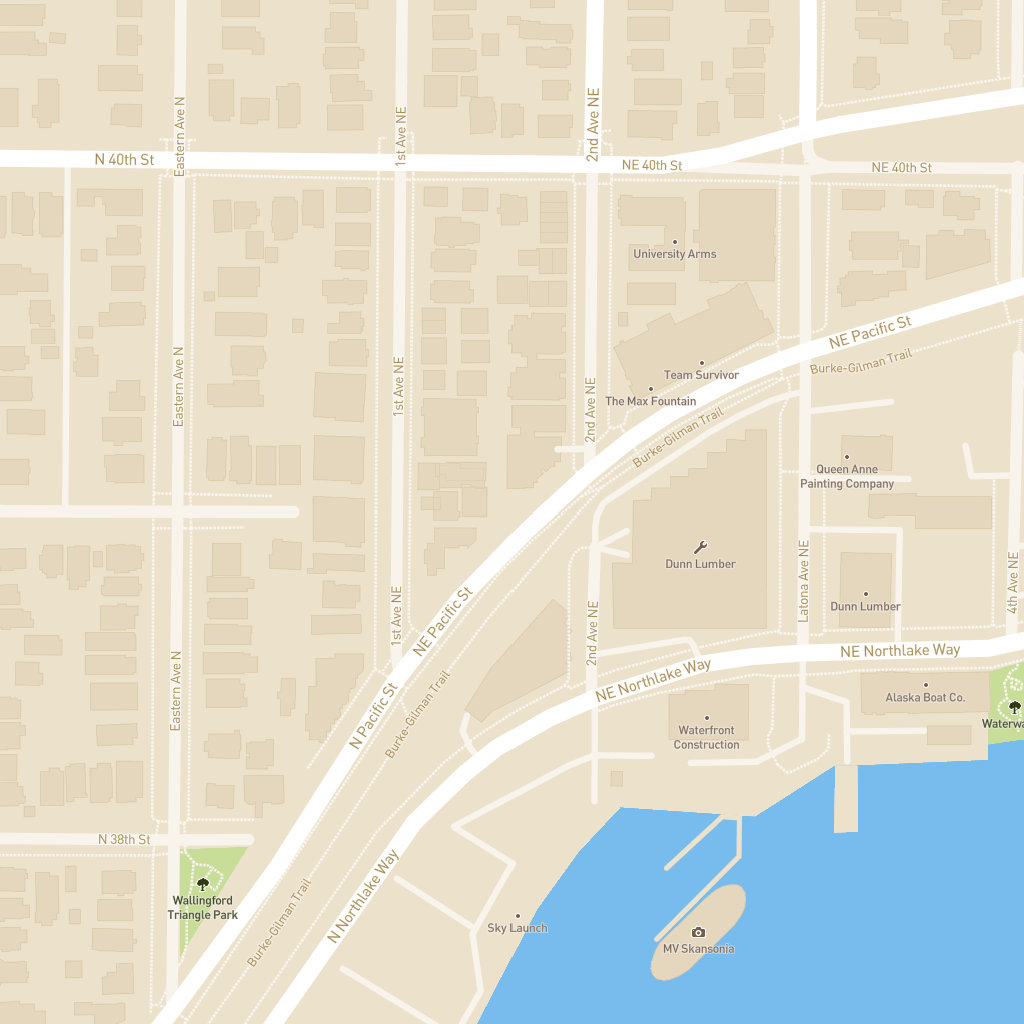 Eastern Ave N
1st Ave NE
2nd Ave NE
N 40th St
NE 40th St
NE 40th St
University Arms
NE Pacific St
Burke-Gilman Trail
Team Survivor
The Max Fountain
Eastern Ave N
1st Ave NE
2nd Ave NE
Burke-Gilman Trail
Queen Anne
Painting Company
Dunn Lumber
Latona Ave NE
4th Ave NE
Dunn Lumber
1st Ave NE
NE Pacific St
2nd Ave NE
NE Northlake Way
Eastern Ave N
NE Northlake Way
Alaska Boat Co.
N Pacific St
Burke-Gilman Trail
Waterfront
Construction
Waterwa
N 38th St
Wallingford
Triangle Park
N Northlake Way
Burke-Gilman Trail
Sky Launch
MV Skansonia